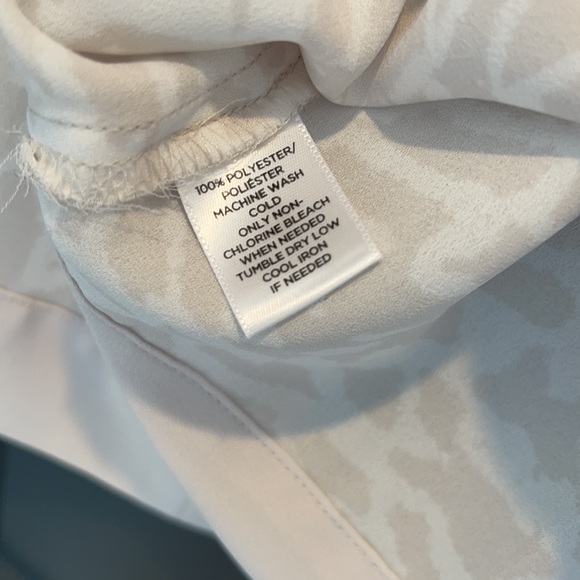 100% POLYESTER/
POLIÉSTER
MACHINE WASH
COLD
ONLY NON-
CHLORINE BLEACH
WHEN NEEDED
TUMBLE DRY LOW
COOL IRON
IF NEEDED